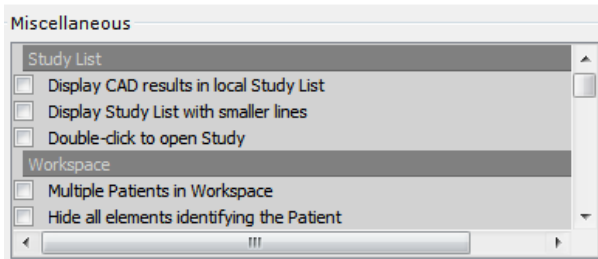 Miscellaneous
Study List
Display CAD results in local Study List
Display Study List with smaller lines
Double-click to open Study
Workspace
Multiple Patients in Workspace
Hide all elements identifying the Patient